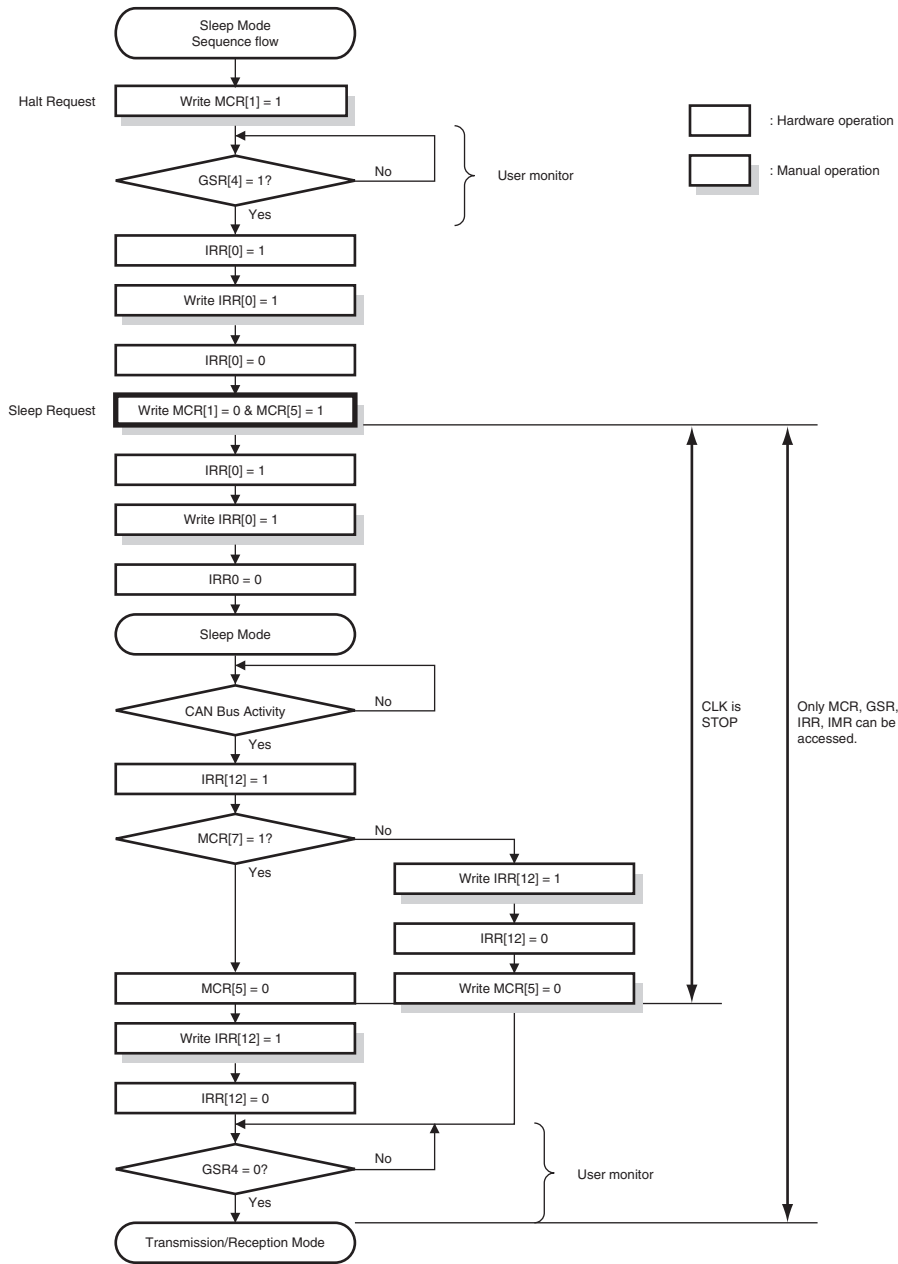 Sleep Mode
Sequence flow
Halt Request
Write MCR[1] = 1
: Hardware operation
: Manual operation
GSR[4] = 1?
No
User monitor
Yes
IRR[0] = 1
Write IRR[0] = 1
IRR[0] = 0
Sleep Request
Write MCR[1] = 0 & MCR[5] = 1
IRR[0] = 1
Write IRR[0] = 1
IRR0 = 0
Sleep Mode
CAN Bus Activity
No
Yes
CLK is
STOP
Only MCR, GSR,
IRR, IMR can be
accessed.
IRR[12] = 1
MCR[7] = 1?
No
Yes
Write IRR[12] = 1
IRR[12] = 0
MCR[5] = 0
Write MCR[5] = 0
Write IRR[12] = 1
IRR[12] = 0
GSR4 = 0?
No
User monitor
Yes
Transmission/Reception Mode